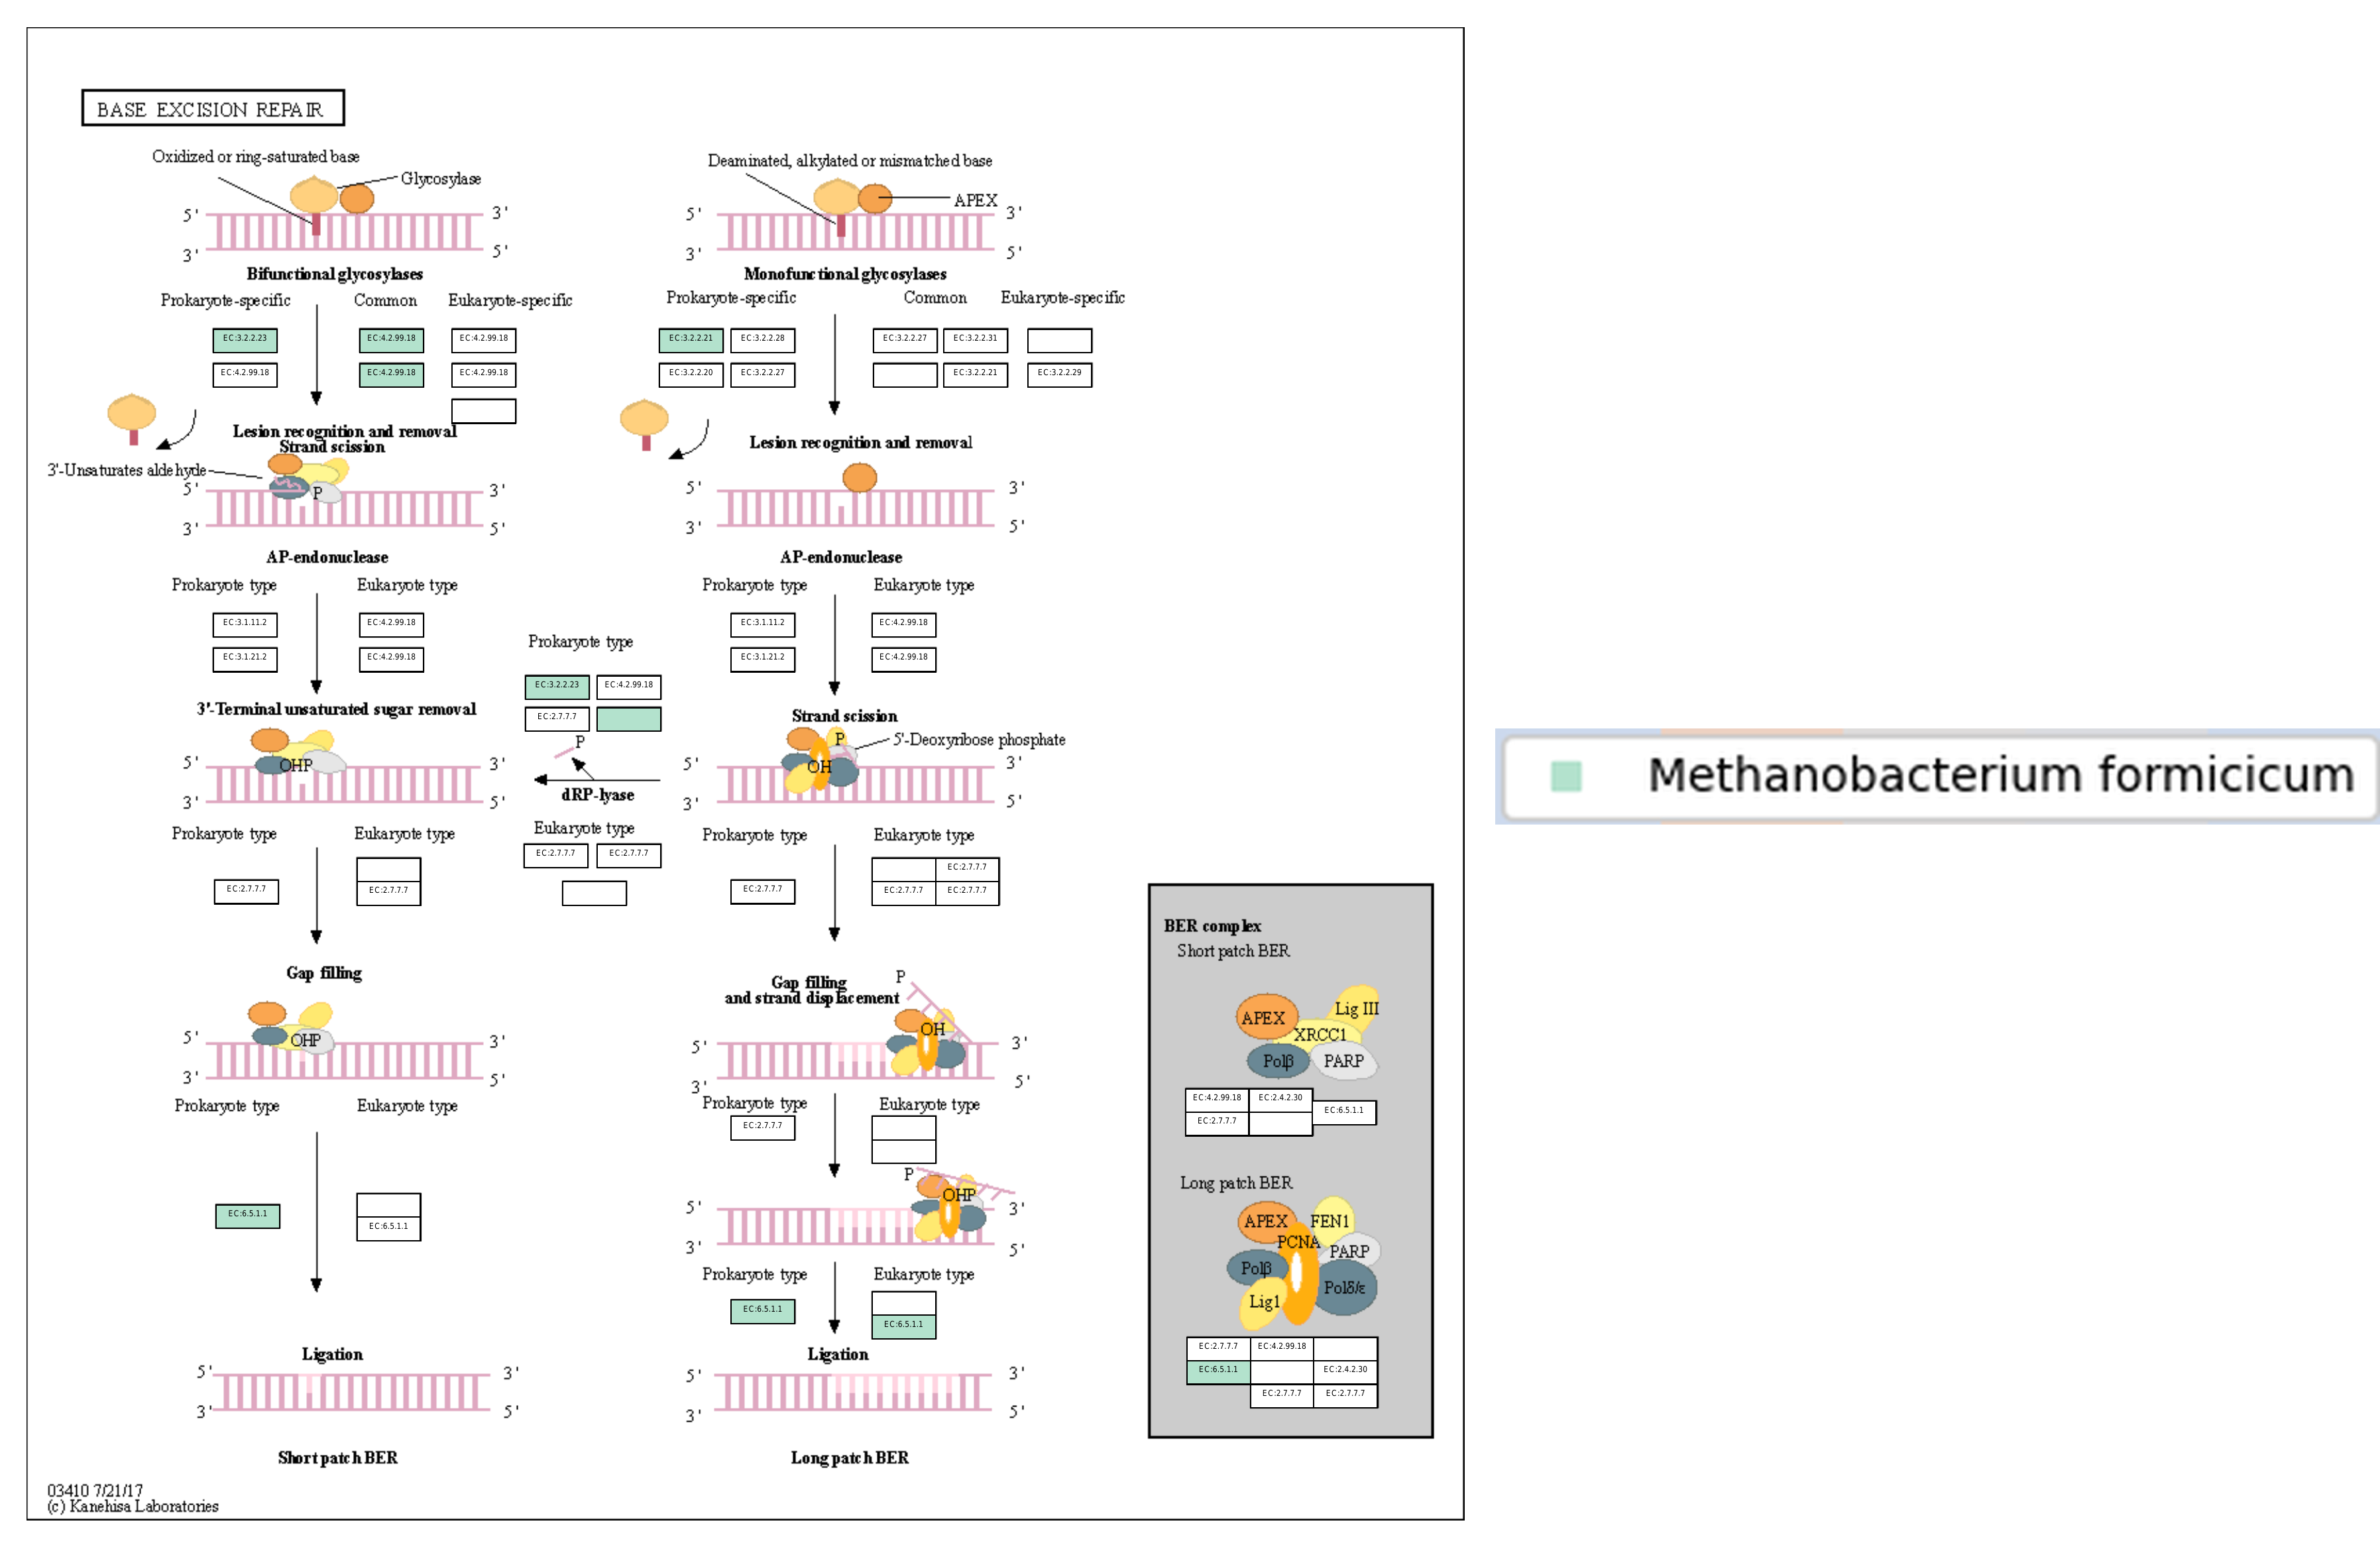 BASE EXCISION REPAIR
Oxidized or ring-saturated base
Glycosylase
5' 3'
3' 5'
Bifunctional glycosylases
Prokaryote-specific Common Eukaryote-specific
EC:3.2.2.23 EC:4.2.99.18 EC:4.2.99.18
EC:4.2.99.18 EC:4.2.99.18 EC:4.2.99.18
Lesion recognition and removal
Strand scission
3'-Unsaturates aldehyde
P
5' 3'
3' 5'
AP-endonuclease
Prokaryote type Eukaryote type
EC:3.1.11.2 EC:4.2.99.18
EC:3.1.21.2 EC:4.2.99.18
3'-Terminal unsaturated sugar removal
OHP
5' 3'
3' 5'
Prokaryote type Eukaryote type
EC:2.7.7.7 EC:2.7.7.7
Gap filling
OHP
5' 3'
3' 5'
Prokaryote type Eukaryote type
EC:6.5.1.1 EC:6.5.1.1
Ligation
5' 3'
3' 5'
Short patch BER
Prokaryote type
EC:3.2.2.23 EC:4.2.99.18
EC:2.7.7.7
P
dRP-lyase
Eukaryote type
EC:2.7.7.7 EC:2.7.7.7
Deaminated, alkylated or mismatched base
APEX
5' 3'
3' 5'
Monofunctional glycosylases
Prokaryote-specific Common Eukaryote-specific
EC:3.2.2.21 EC:3.2.2.28 EC:3.2.2.27 EC:3.2.2.31
EC:3.2.2.20 EC:3.2.2.27 EC:3.2.2.21 EC:3.2.2.29
Lesion recognition and removal
5' 3'
3' 5'
AP-endonuclease
Prokaryote type Eukaryote type
EC:3.1.11.2 EC:4.2.99.18
EC:3.1.21.2 EC:4.2.99.18
Strand scission
P
5'-Deoxyribose phosphate
OH
5' 3'
3' 5'
Prokaryote type Eukaryote type
EC:2.7.7.7
EC:2.7.7.7 EC:2.7.7.7 EC:2.7.7.7
Gap filling
and strand displacement
P
OH
5' 3'
3' 5'
Prokaryote type Eukaryote type
EC:2.7.7.7
P
OHP
5' 3'
3' 5'
Prokaryote type Eukaryote type
EC:6.5.1.1 EC:6.5.1.1
Ligation
5' 3'
3' 5'
Long patch BER
BER complex
Short patch BER
APEX Lig III
XRCC1
Polβ PARP
EC:4.2.99.18 EC:2.4.2.30 EC:6.5.1.1
EC:2.7.7.7
Long patch BER
APEX FEN1
PCNA PARP
Polβ Polδ/ε
Lig1
EC:2.7.7.7 EC:4.2.99.18
EC:6.5.1.1 EC:2.4.2.30
EC:2.7.7.7 EC:2.7.7.7
03410 7/21/17
(c) Kanehisa Laboratories
Methanobacterium formicicum